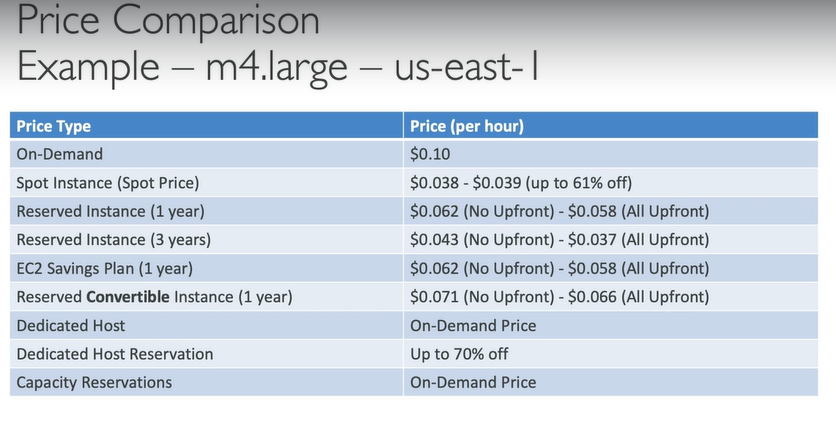 Price Comparison
Example – m4.large – us-east-1
Price Type Price (per hour)
On-Demand $0.10
Spot Instance (Spot Price) $0.038 - $0.039 (up to 61% off)
Reserved Instance (1 year) $0.062 (No Upfront) - $0.058 (All Upfront)
Reserved Instance (3 years) $0.043 (No Upfront) - $0.037 (All Upfront)
EC2 Savings Plan (1 year) $0.062 (No Upfront) - $0.058 (All Upfront)
Reserved Convertible Instance (1 year) $0.071 (No Upfront) - $0.066 (All Upfront)
Dedicated Host On-Demand Price
Dedicated Host Reservation Up to 70% off
Capacity Reservations On-Demand Price